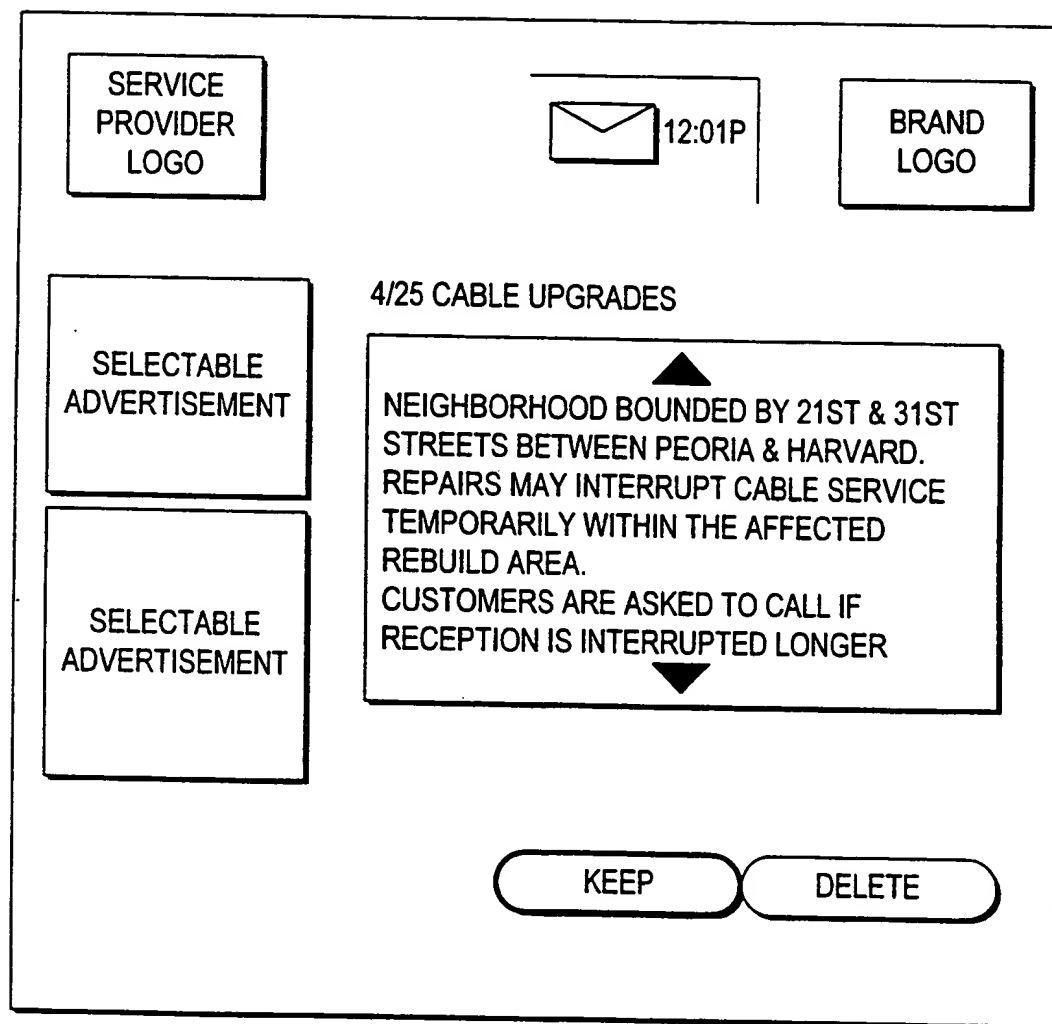 SERVICE
PROVIDER
LOGO
12:01P
BRAND
LOGO
SELECTABLE
ADVERTISEMENT
SELECTABLE
ADVERTISEMENT
4/25 CABLE UPGRADES
NEIGHBORHOOD BOUNDED BY 21ST & 31ST
STREETS BETWEEN PEORIA & HARVARD.
REPAIRS MAY INTERRUPT CABLE SERVICE
TEMPORARILY WITHIN THE AFFECTED
REBUILD AREA.
CUSTOMERS ARE ASKED TO CALL IF
RECEPTION IS INTERRUPTED LONGER
KEEP
DELETE